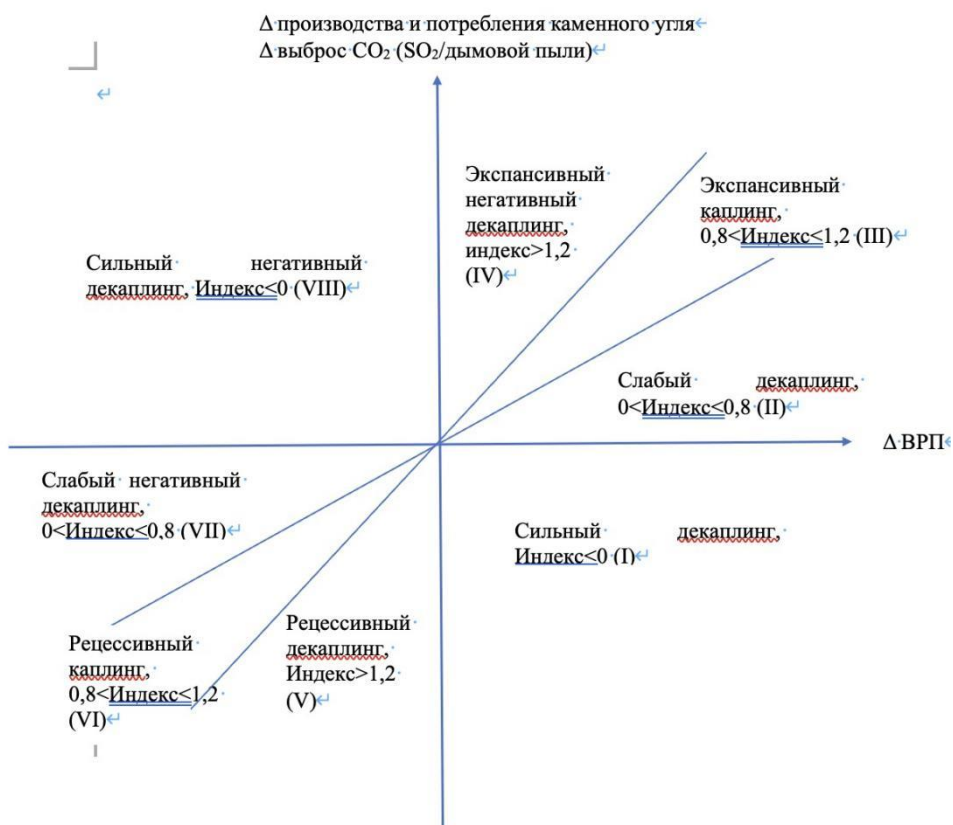 Δ производства и потребления каменного угля
Δ выброс CO₂ (SO₂/дымовой пыли)
Экспансивный
негативный
декаплинг,
индекс>1,2
(IV)
Экспансивный
каплинг,
0,8<Индекс≤1,2 (III)
Сильный негативный
декаплинг, Индекс≤0 (VIII)
Слабый декаплинг,
0<Индекс≤0,8 (II)
Δ ВРП
Слабый негативный
декаплинг,
0<Индекс≤0,8 (VII)
Сильный декаплинг,
Индекс≤0 (I)
Рецессивный
каплинг,
0,8<Индекс≤1,2
(VI)
Рецессивный
декаплинг,
Индекс>1,2
(V)